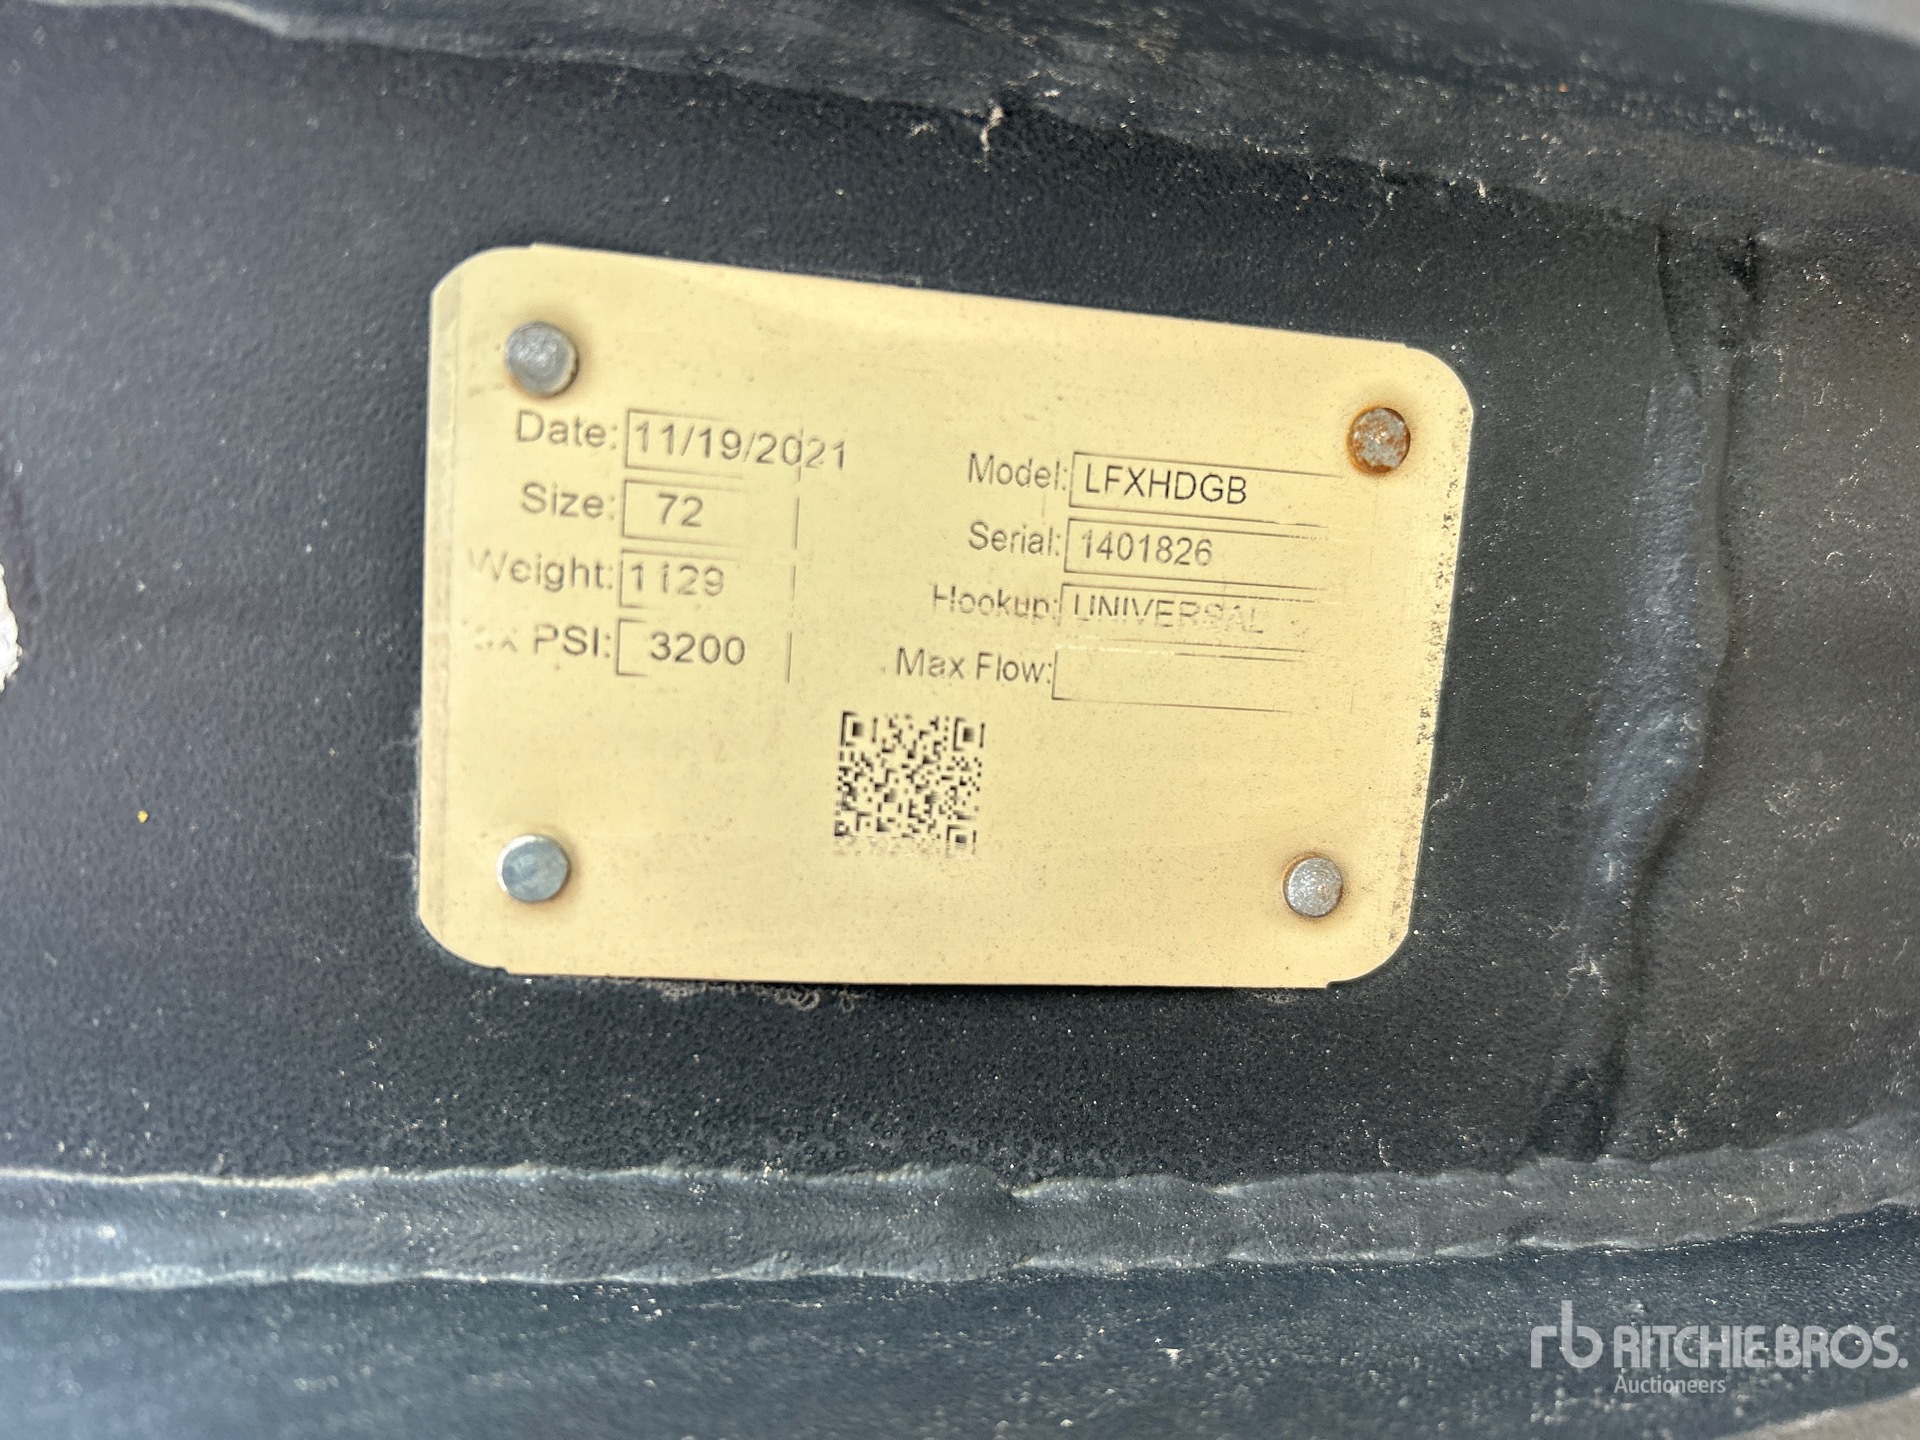 Date: 11/19/2021
Size: 72
Weight: 1129
PSI: 3200
Model: LFXHDGB
Serial: 1401826
Hookup: UNIVERSAL
Max Flow:
rb RITCHIE BROS.
Auctioneers